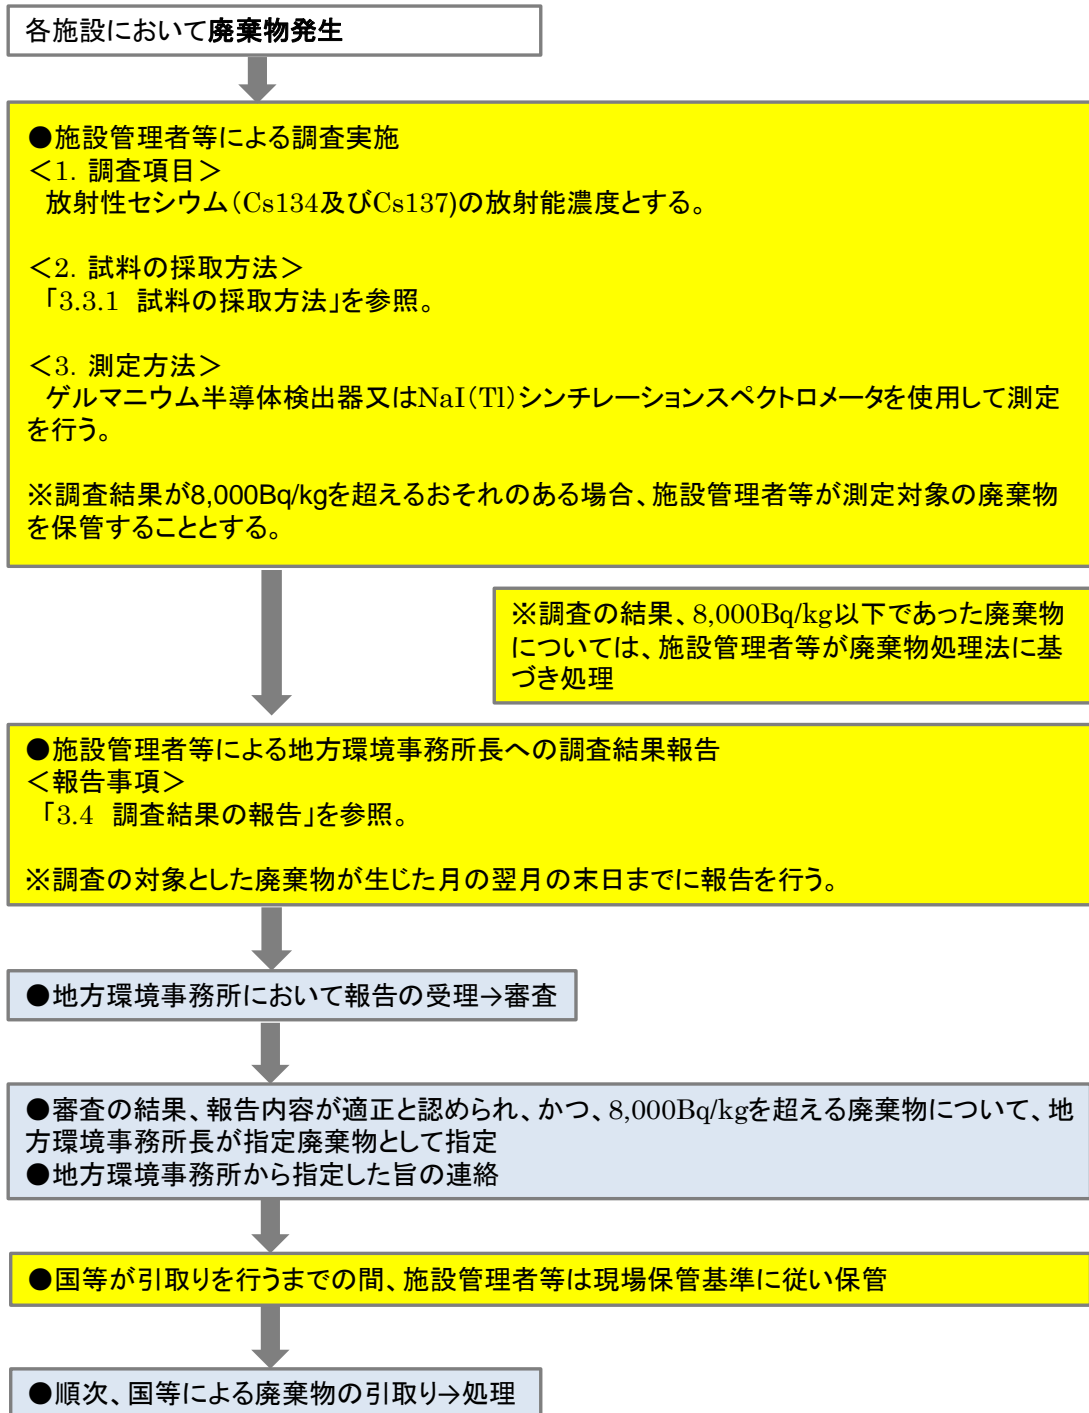 各施設において廃棄物発生
●施設管理者等による調査実施
＜1．調査項目＞
放射性セシウム（Cs134及びCs137)の放射能濃度とする。
＜2．試料の採取方法＞
「3.3.1 試料の採取方法」を参照。
＜3．測定方法＞
ゲルマニウム半導体検出器又はNaI（Tl）シンチレーションスペクトロメータを使用して測定
を行う。
※調査結果が8,000Bq/kgを超えるおそれのある場合、施設管理者等が測定対象の廃棄物
を保管することとする。
※調査の結果、8,000Bq/kg以下であった廃棄物
については、施設管理者等が廃棄物処理法に基
づき処理
●施設管理者等による地方環境事務所長への調査結果報告
＜報告事項＞
「3.4 調査結果の報告」を参照。
※調査の対象とした廃棄物が生じた月の翌月の末日までに報告を行う。
●地方環境事務所において報告の受理→審査
●審査の結果、報告内容が適正と認められ、かつ、8,000Bq/kgを超える廃棄物について、地
方環境事務所長が指定廃棄物として指定
●地方環境事務所から指定した旨の連絡
●国等が引取りを行うまでの間、施設管理者等は現場保管基準に従い保管
●順次、国等による廃棄物の引取り→処理